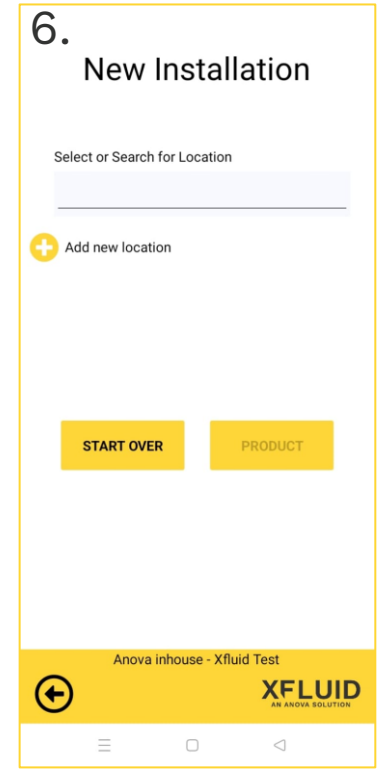 6.
New Installation
Select or Search for Location
Add new location
START OVER
PRODUCT
Anova inhouse - Xfluid Test
XFLUID
AN ANOVA SOLUTION